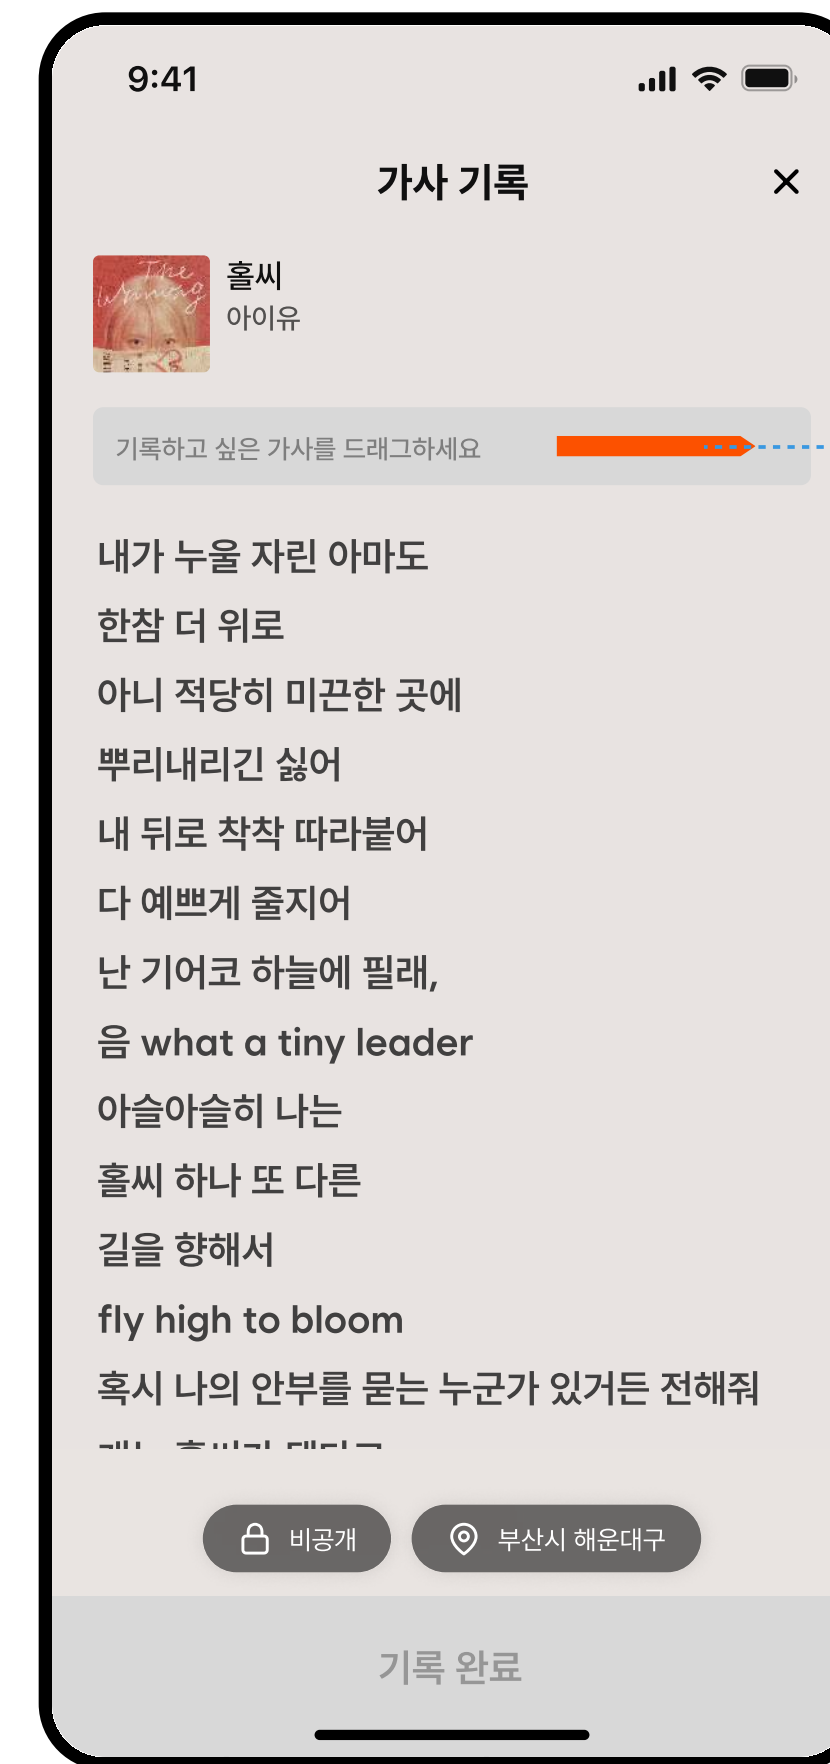 9:41
가사 기록
The
Winning
홀씨
아이유
기록하고 싶은 가사를 드래그하세요
내가 누울 자린 아마도
한참 더 위로
아니 적당히 미끈한 곳에
뿌리내리긴 싫어
내 뒤로 착착 따라붙어
다 예쁘게 줄지어
난 기어코 하늘에 필래,
음 what a tiny leader
아슬아슬히 나는
홀씨 하나 또 다른
길을 향해서
fly high to bloom
혹시 나의 안부를 묻는 누군가 있거든 전해줘
비공개
부산시 해운대구
기록 완료